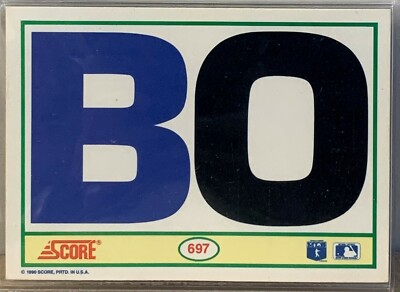 BO
SCORE
697
© 1990 SCORE, PRTD. IN U.S.A.